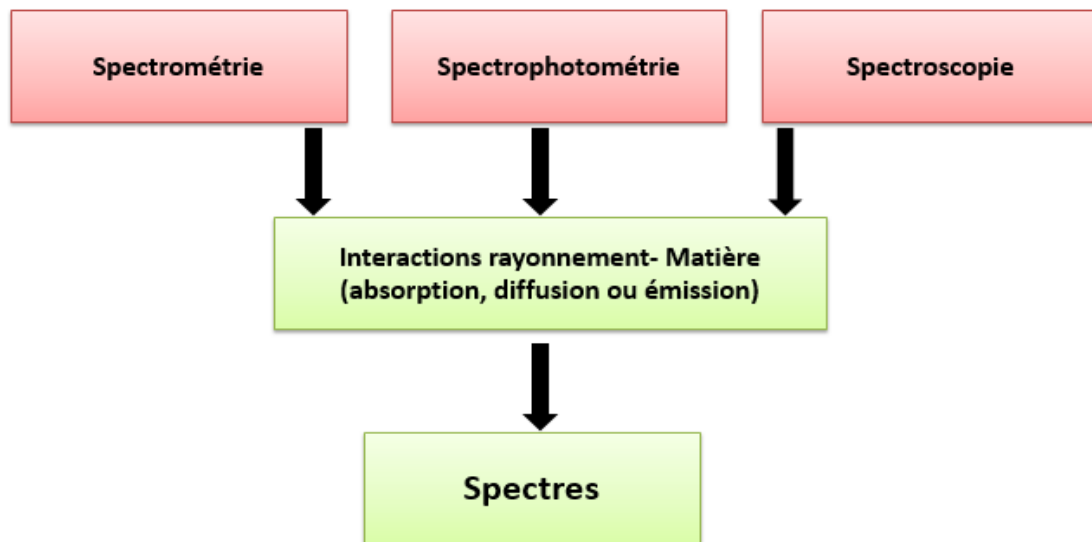 Spectrométrie
Spectrophotométrie
Spectroscopie
Interactions rayonnement- Matière
(absorption, diffusion ou émission)
Spectres